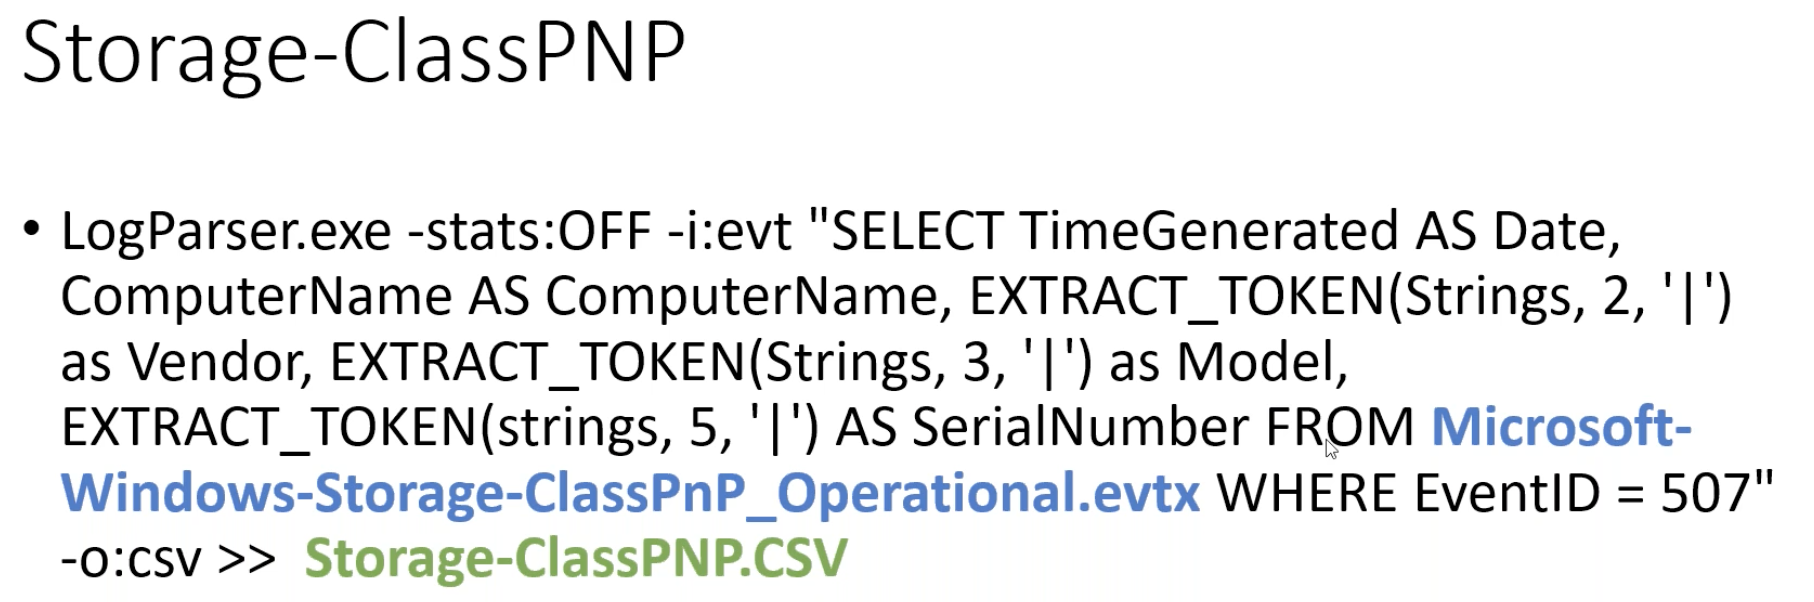 Storage-ClassPNP
• LogParser.exe -stats:OFF -i:evt "SELECT TimeGenerated AS Date,
ComputerName AS ComputerName, EXTRACT_TOKEN(Strings, 2, '|')
as Vendor, EXTRACT_TOKEN(Strings, 3, '|') as Model,
EXTRACT_TOKEN(strings, 5, '|') AS SerialNumber FROM Microsoft-
Windows-Storage-ClassPnP_Operational.evtx WHERE EventID = 507"
-o:csv >> Storage-ClassPNP.CSV